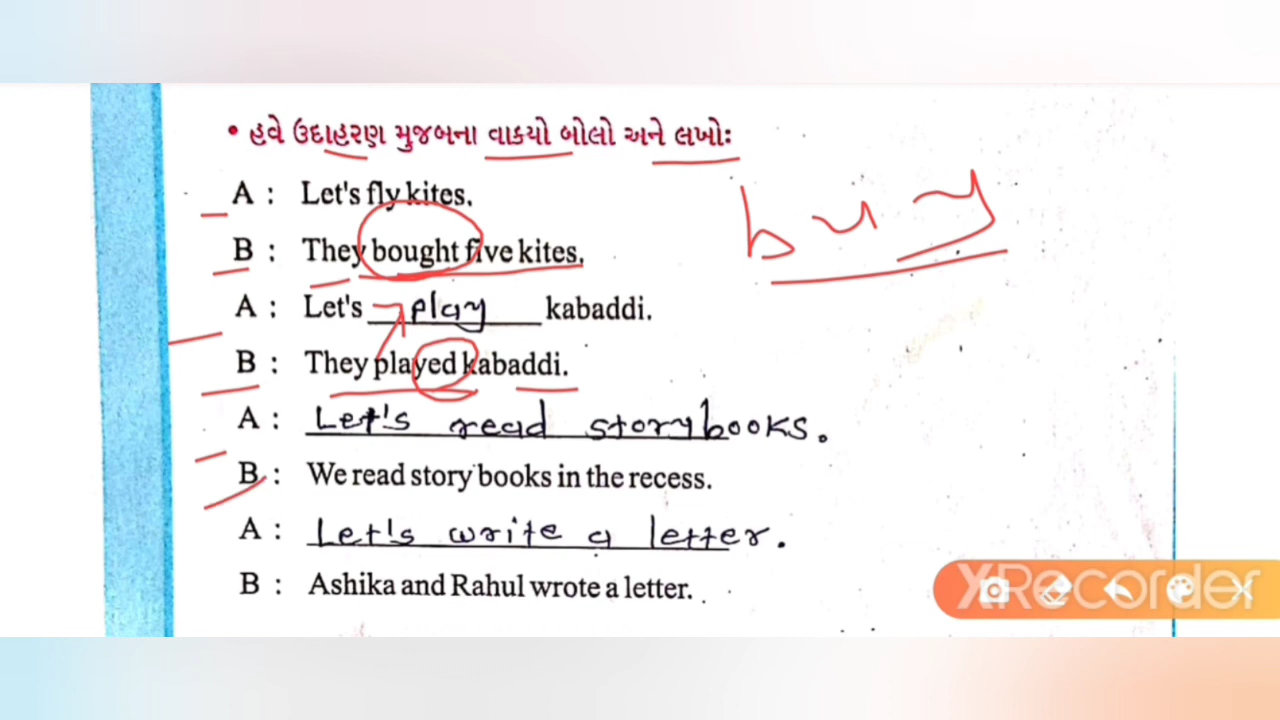 • હવે ઉદાહરણ મુજબના વાકયો બોલો અને લખોઃ
A : Let's fly kites.
buy
B : They bought five kites.
A : Let's play kabaddi.
B : They played kabaddi.
A : Let's read storybooks.
B : We read story books in the recess.
A : Let's write a letter.
B : Ashika and Rahul wrote a letter.
XRecorder